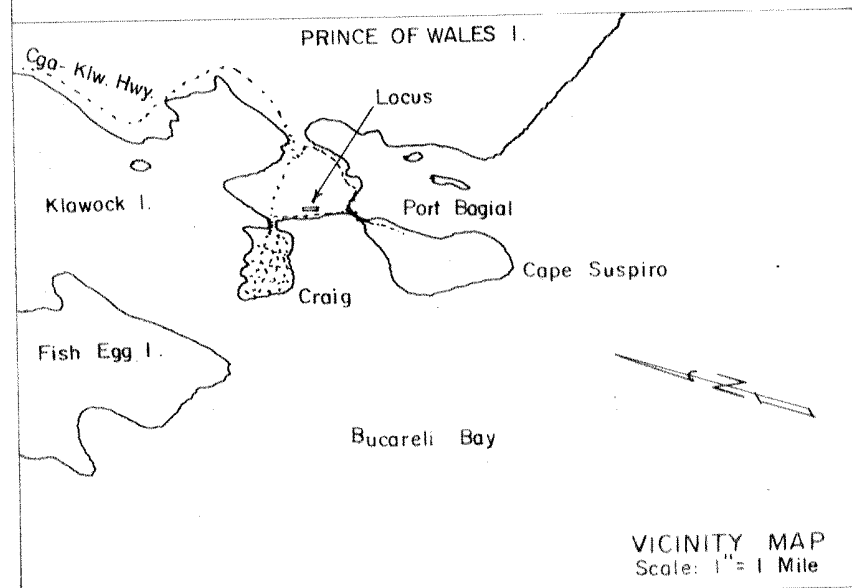 PRINCE OF WALES I.
Cga-Klw. Hwy.
Locus
Klawock I.
Port Bagial
Cape Suspiro
Craig
Fish Egg I.
N
Bucareli Bay
VICINITY MAP
Scale: 1"= 1 Mile